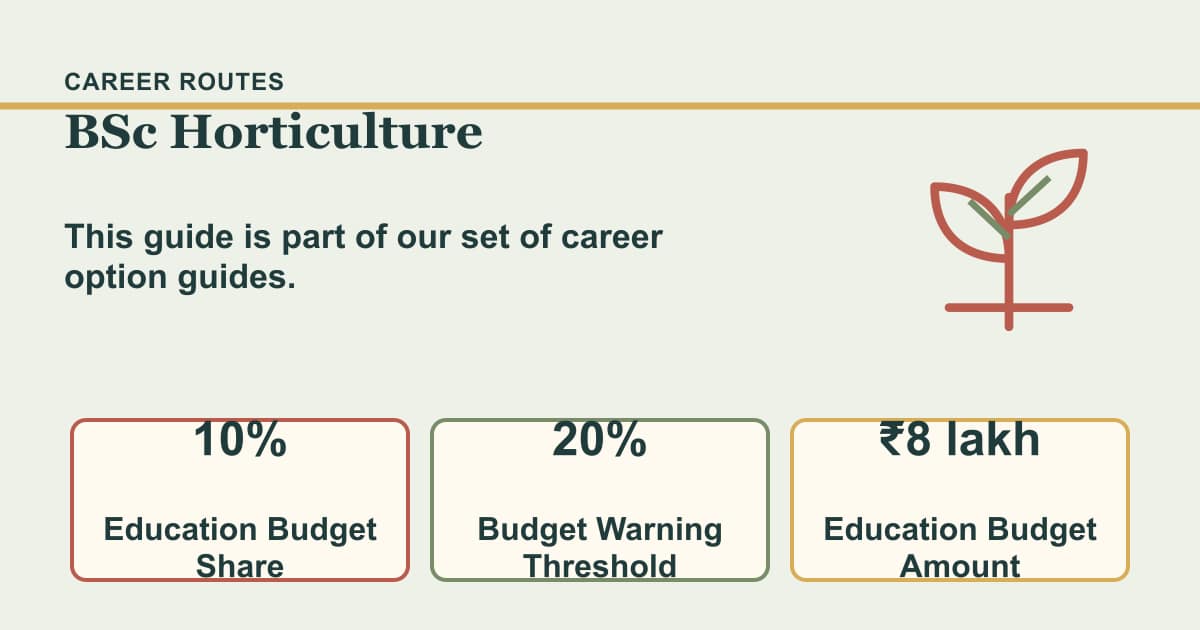 CAREER ROUTES
BSc Horticulture
This guide is part of our set of career
option guides.
10%
Education Budget
Share
20%
Budget Warning
Threshold
₹8 lakh
Education Budget
Amount